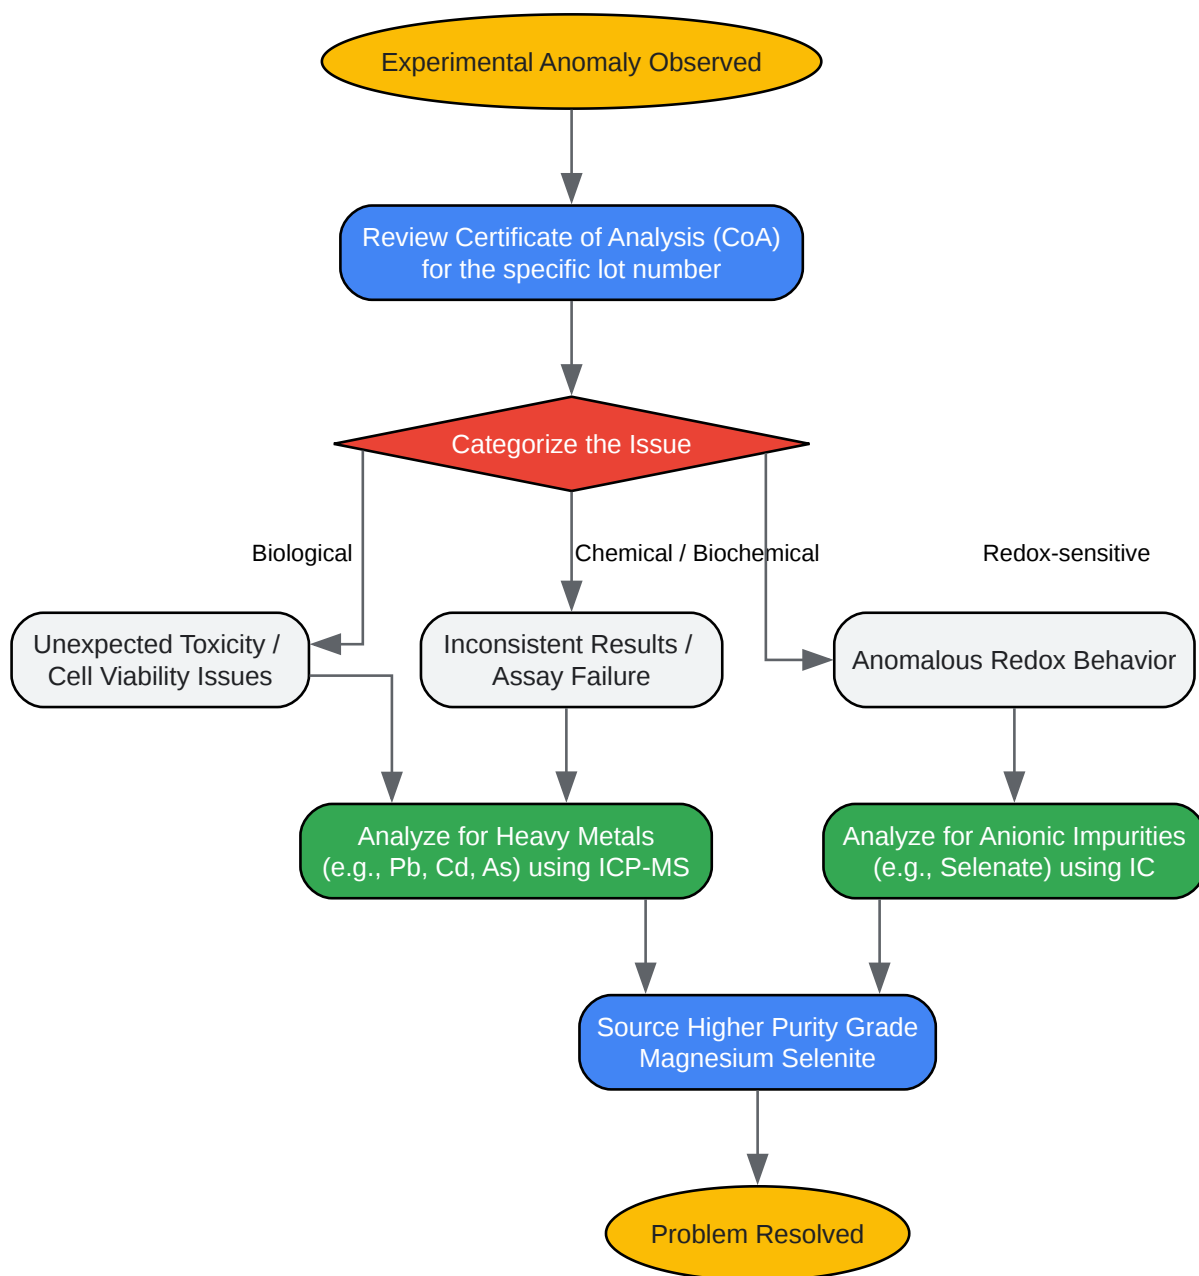 Experimental Anomaly Observed
Review Certificate of Analysis (CoA)
for the specific lot number
Categorize the Issue
Biological
Chemical / Biochemical
Redox-sensitive
Unexpected Toxicity /
Cell Viability Issues
Inconsistent Results /
Assay Failure
Anomalous Redox Behavior
Analyze for Heavy Metals
(e.g., Pb, Cd, As) using ICP-MS
Analyze for Anionic Impurities
(e.g., Selenate) using IC
Source Higher Purity Grade
Magnesium Selenite
Problem Resolved